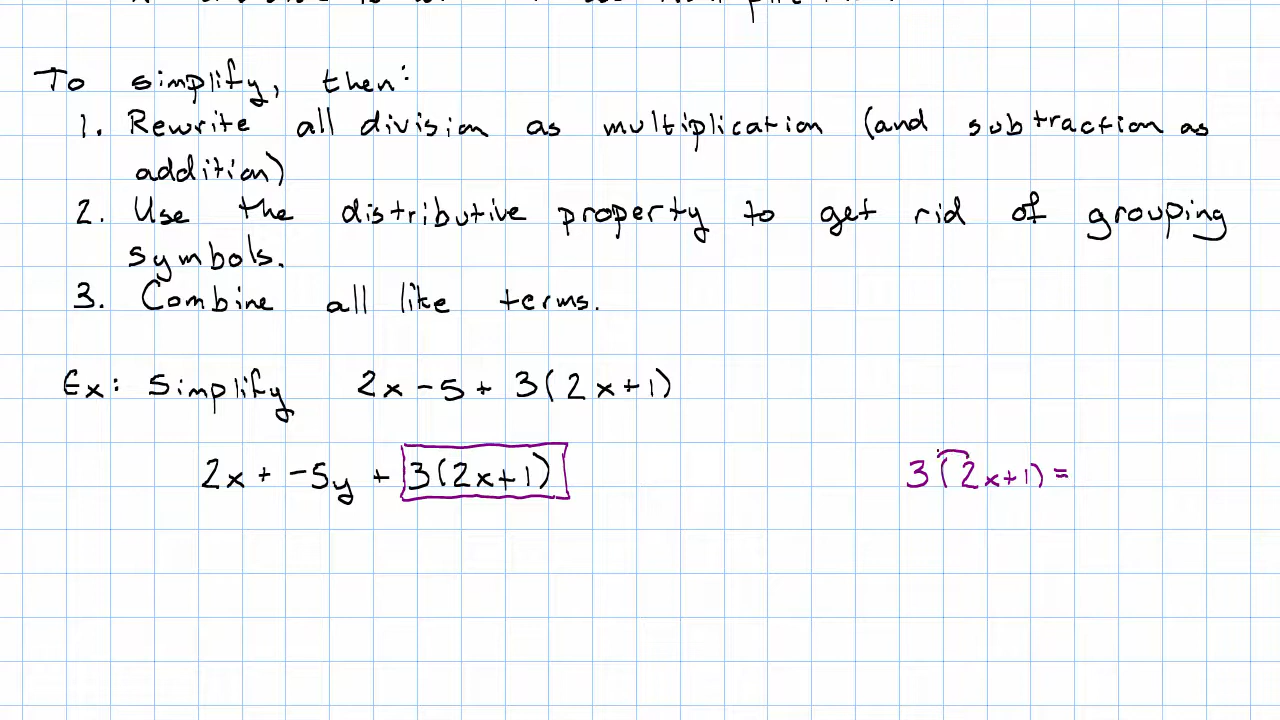 To simplify, then:
1. Rewrite all division as multiplication (and subtraction as
addition)
2. Use the distributive property to get rid of grouping
symbols.
3. Combine all like terms.
Ex: Simplify 2x - 5 + 3(2x+1)
2x + -5y + 3(2x+1) 3(2x+1) =